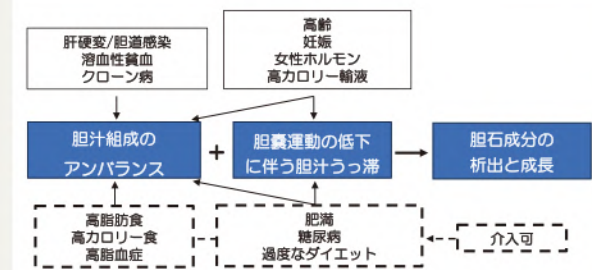 肝硬変/胆道感染
溶血性貧血
クローン病
高齢
妊娠
女性ホルモン
高カロリー輸液
胆汁組成の
アンバランス
+
胆嚢運動の低下
に伴う胆汁うっ滞
胆石成分の
析出と成長
高脂肪食
高カロリー食
高脂血症
肥満
糖尿病
過度なダイエット
介入可